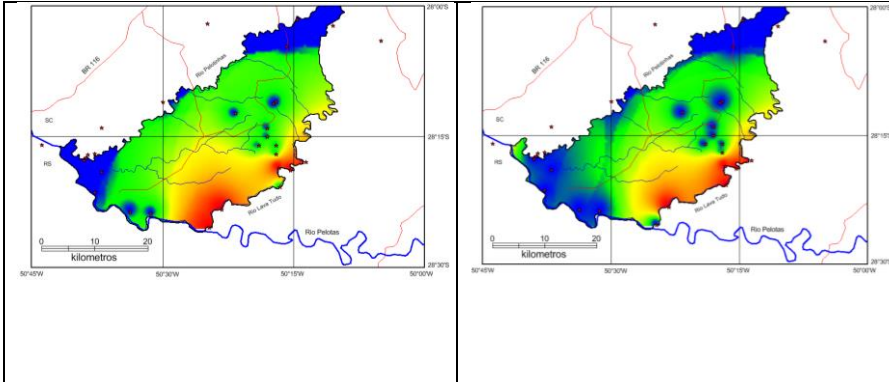 28°00'S
BR 116
Rio Pelotinhas
SC
28°15'S
RS
Rio Lava Tudo
0 10 20
kilometros
Rio Pelotas
28°30'S
50°45'W
50°30'W
50°15'W
50°00'W
28°00'S
BR 116
Rio Pelotinhas
SC
28°15'S
RS
Rio Lava Tudo
0 10 20
kilometros
Rio Pelotas
28°30'S
50°45'W
50°30'W
50°15'W
50°00'W